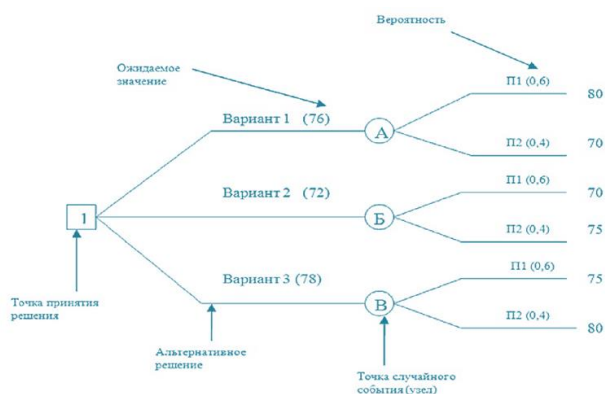 Вероятность
Ожидаемое
значение
П1 (0,6)
80
Вариант 1 (76)
А
П2 (0,4)
70
П1 (0,6)
70
Вариант 2 (72)
1
Б
П2 (0,4)
75
П1 (0,6)
75
Вариант 3 (78)
В
Точка принятия
решения
П2 (0,4)
80
Альтернативное
решение
Точка случайного
события (узел)